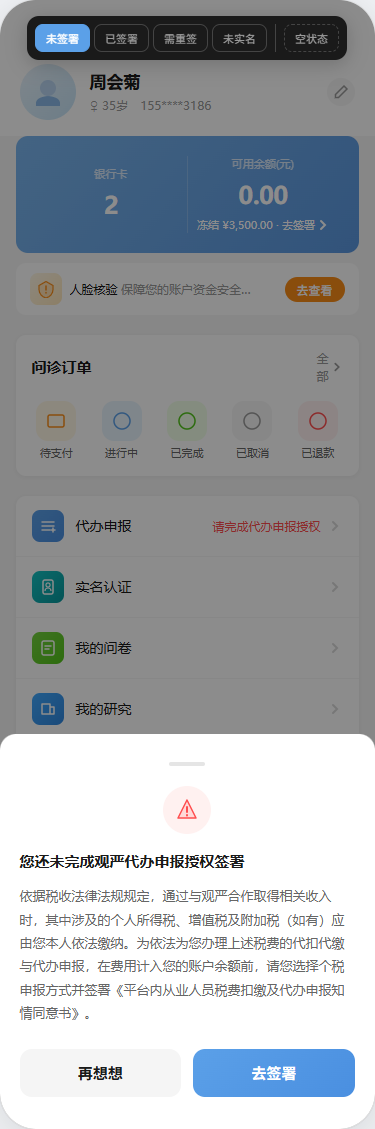 未签署 已签署 需重签 未实名 空状态
周会菊
♀ 35岁 155****3186
银行卡
2
可用余额(元)
0.00
冻结 ¥3,500.00 · 去签署
人脸核验 保障您的账户资金安全...
去查看
问诊订单
全
部
待支付 进行中 已完成 已取消 已退款
代办申报 请完成代办申报授权
实名认证
我的问卷
我的研究
您还未完成观严代办申报授权签署
依据税收法律法规规定，通过与观严合作取得相关收入
时，其中涉及的个人所得税、增值税及附加税（如有）应
由您本人依法缴纳。为依法为您办理上述税费的代扣代缴
与代办申报，在费用计入您的账户余额前，请您选择个税
申报方式并签署《平台内从业人员税费扣缴及代办申报知
情同意书》。
再想想 去签署